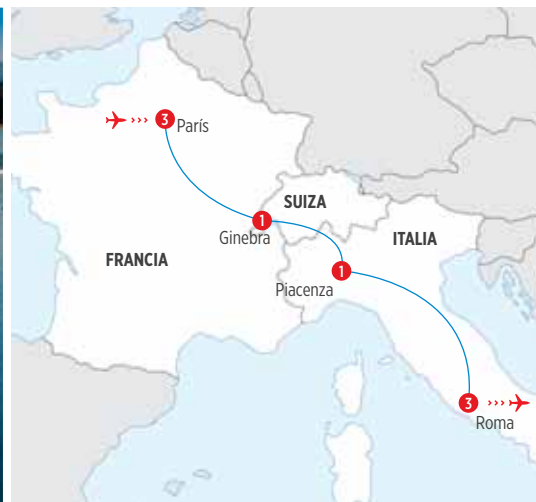 3 París
1
SUIZA
Ginebra
ITALIA
FRANCIA
1
Piacenza
3
Roma